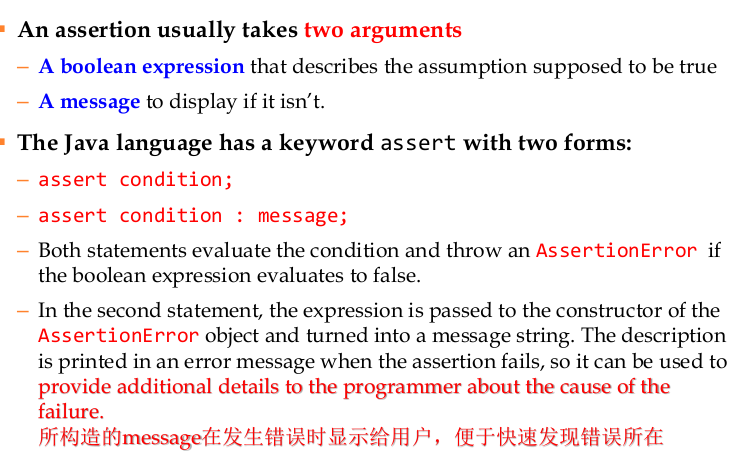 ▪ An assertion usually takes two arguments
– A boolean expression that describes the assumption supposed to be true
– A message to display if it isn't.
▪ The Java language has a keyword assert with two forms:
– assert condition;
– assert condition : message;
– Both statements evaluate the condition and throw an AssertionError if
the boolean expression evaluates to false.
– In the second statement, the expression is passed to the constructor of the
AssertionError object and turned into a message string. The description
is printed in an error message when the assertion fails, so it can be used to
provide additional details to the programmer about the cause of the
failure.
所构造的message在发生错误时显示给用户，便于快速发现错误所在